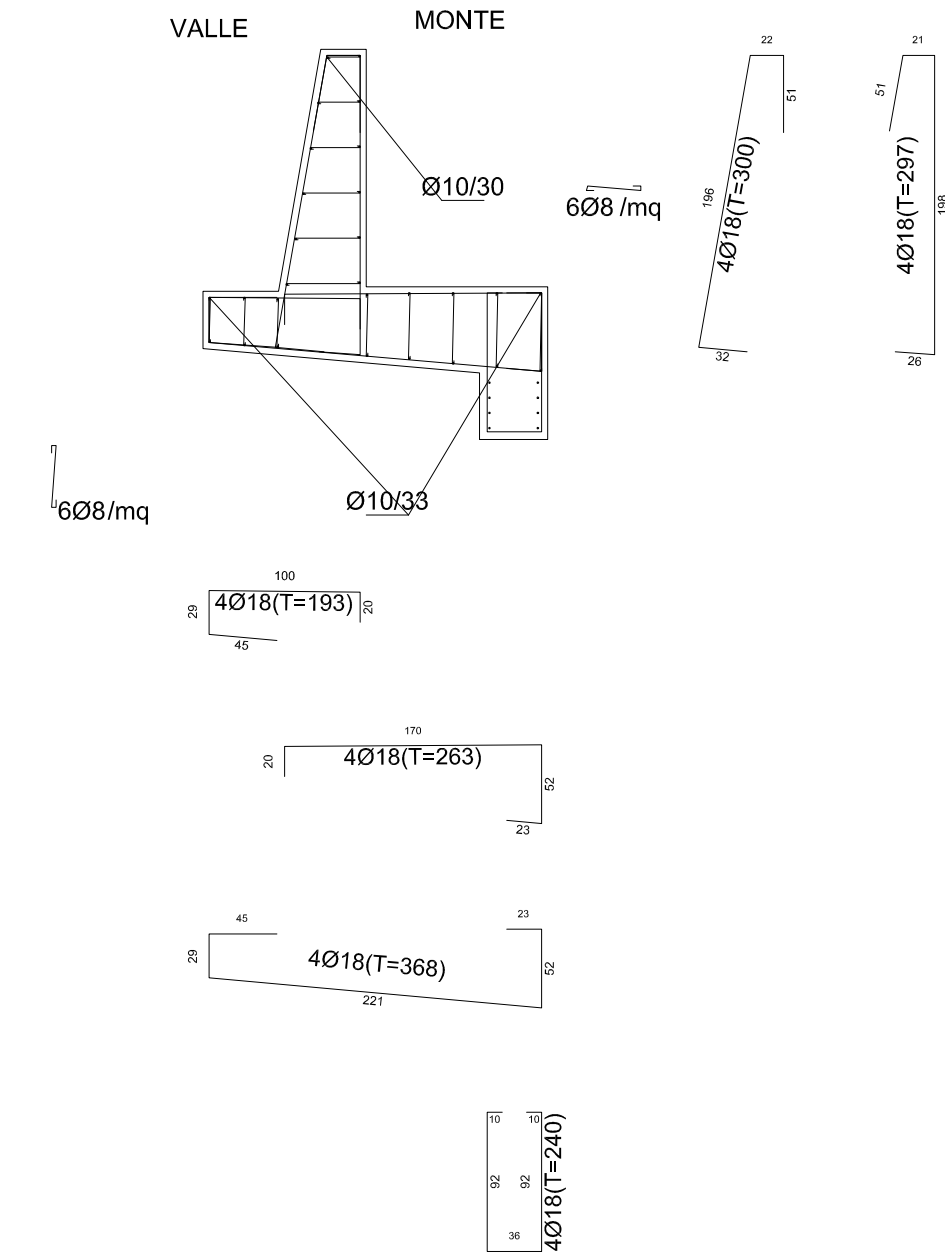 VALLE
MONTE
22
51
196
4Ø18(T=300)
32
21
51
198
4Ø18(T=297)
26
Ø10/30
6Ø8 /mq
Ø10/33
6Ø8/mq
100
29
4Ø18(T=193)
20
45
170
20
4Ø18(T=263)
52
23
45
23
29
4Ø18(T=368)
52
221
10
10
92
92
4Ø18(T=240)
36